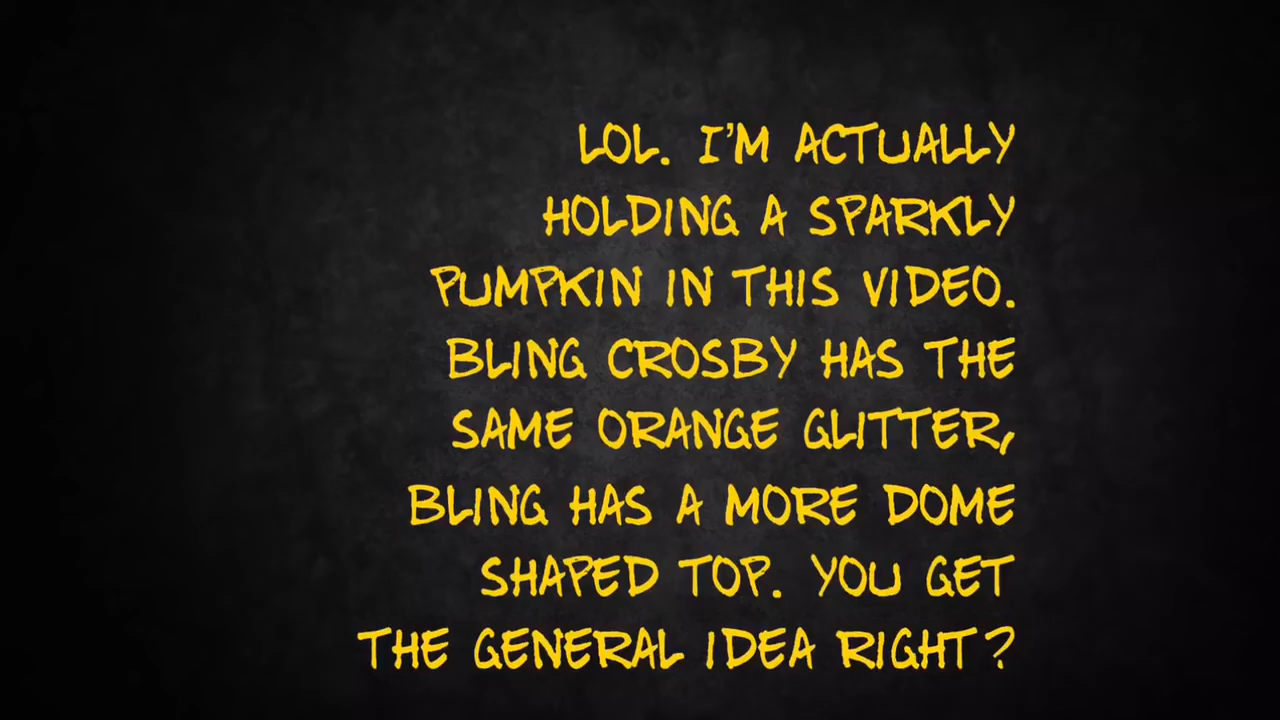 LOL. I'M ACTUALLY
HOLDING A SPARKLY
PUMPKIN IN THIS VIDEO.
BLING CROSBY HAS THE
SAME ORANGE GLITTER,
BLING HAS A MORE DOME
SHAPED TOP. YOU GET
THE GENERAL IDEA RIGHT?